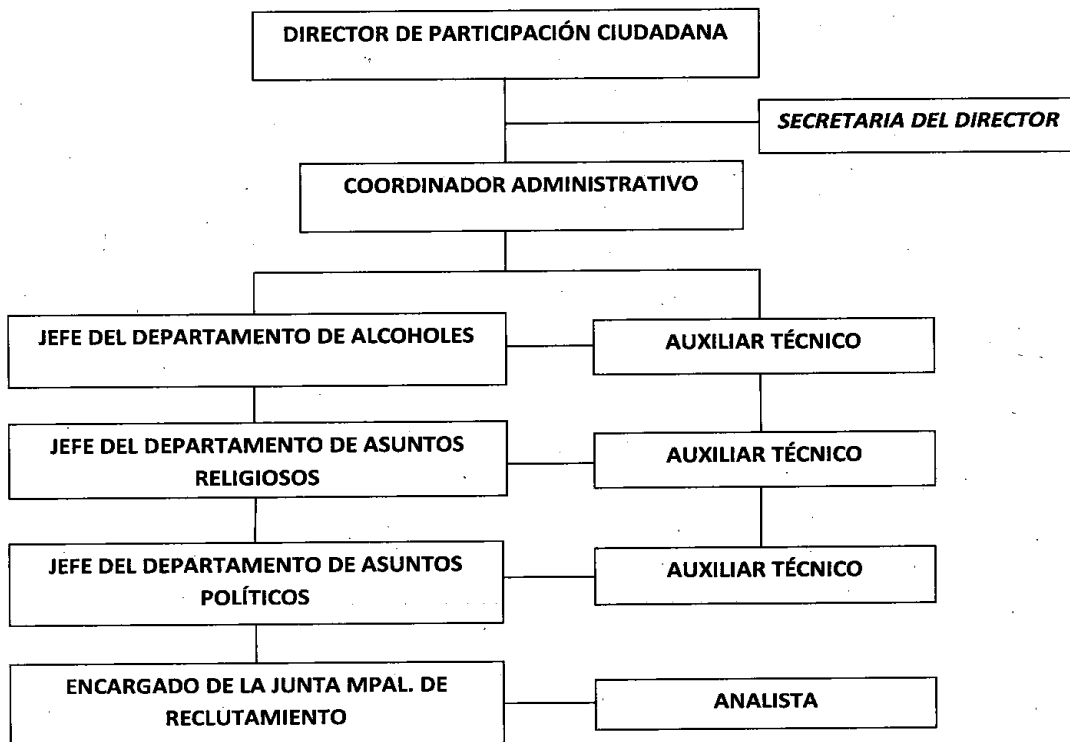 DIRECTOR DE PARTICIPACIÓN CIUDADANA
SECRETARIA DEL DIRECTOR
COORDINADOR ADMINISTRATIVO
JEFE DEL DEPARTAMENTO DE ALCOHOLES
AUXILIAR TÉCNICO
JEFE DEL DEPARTAMENTO DE ASUNTOS
RELIGIOSOS
AUXILIAR TÉCNICO
JEFE DEL DEPARTAMENTO DE ASUNTOS
POLÍTICOS
AUXILIAR TÉCNICO
ENCARGADO DE LA JUNTA MPAL. DE
RECLUTAMIENTO
ANALISTA